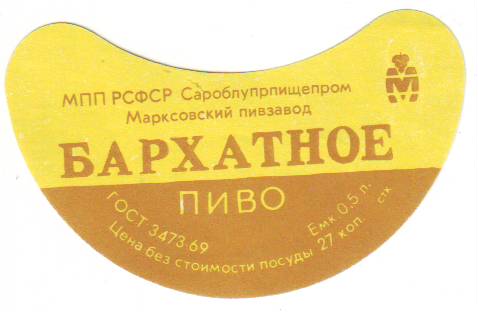 МПП РСФСР Сароблупрпищепром
Марксовский пивзавод
М
БАРХАТНОЕ
ПИВО
ГОСТ 3473-69
Емк. 0,5 л.
Цена без стоимости посуды 27 коп. стк